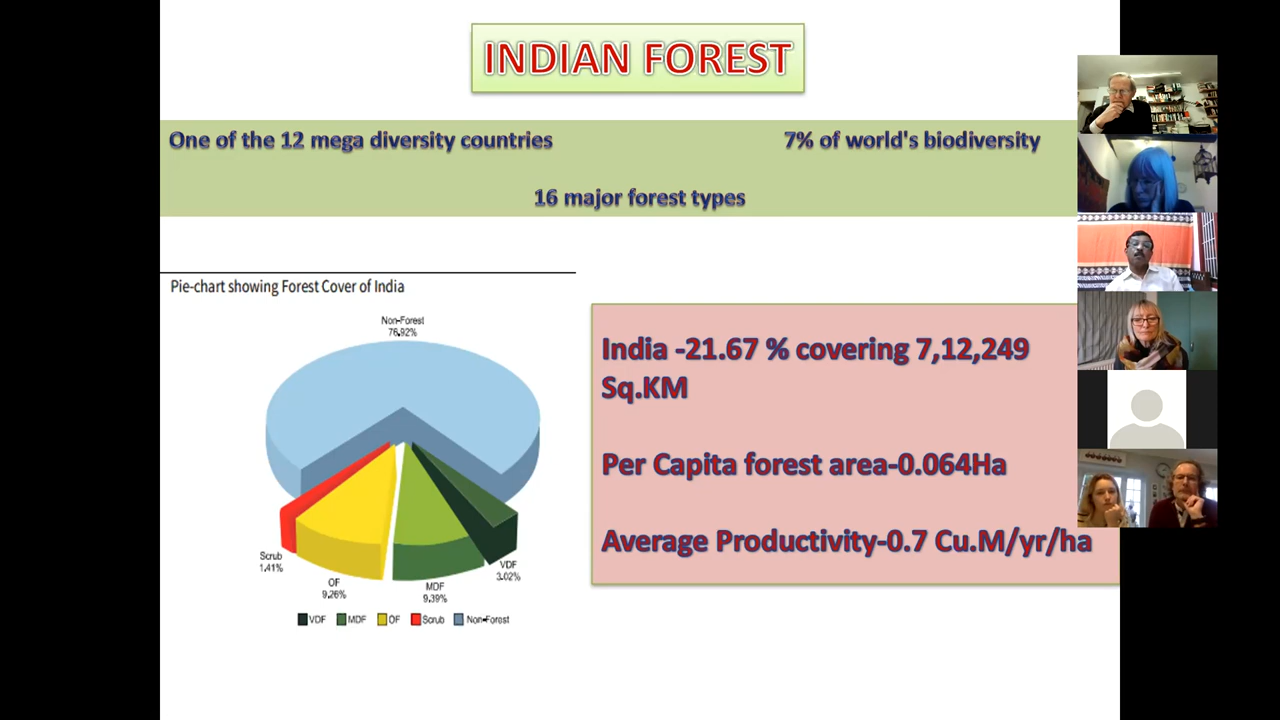 INDIAN FOREST
One of the 12 mega diversity countries
7% of world's biodiversity
16 major forest types
Pie-chart showing Forest Cover of India
Non-Forest
76.92%
India -21.67 % covering 7,12,249
Sq.KM
Per Capita forest area-0.064Ha
Average Productivity-0.7 Cu.M/yr/ha
Scrub
1.41%
OF
9.26%
MDF
9.39%
VDF
3.02%
VDF MDF OF Scrub Non-Forest